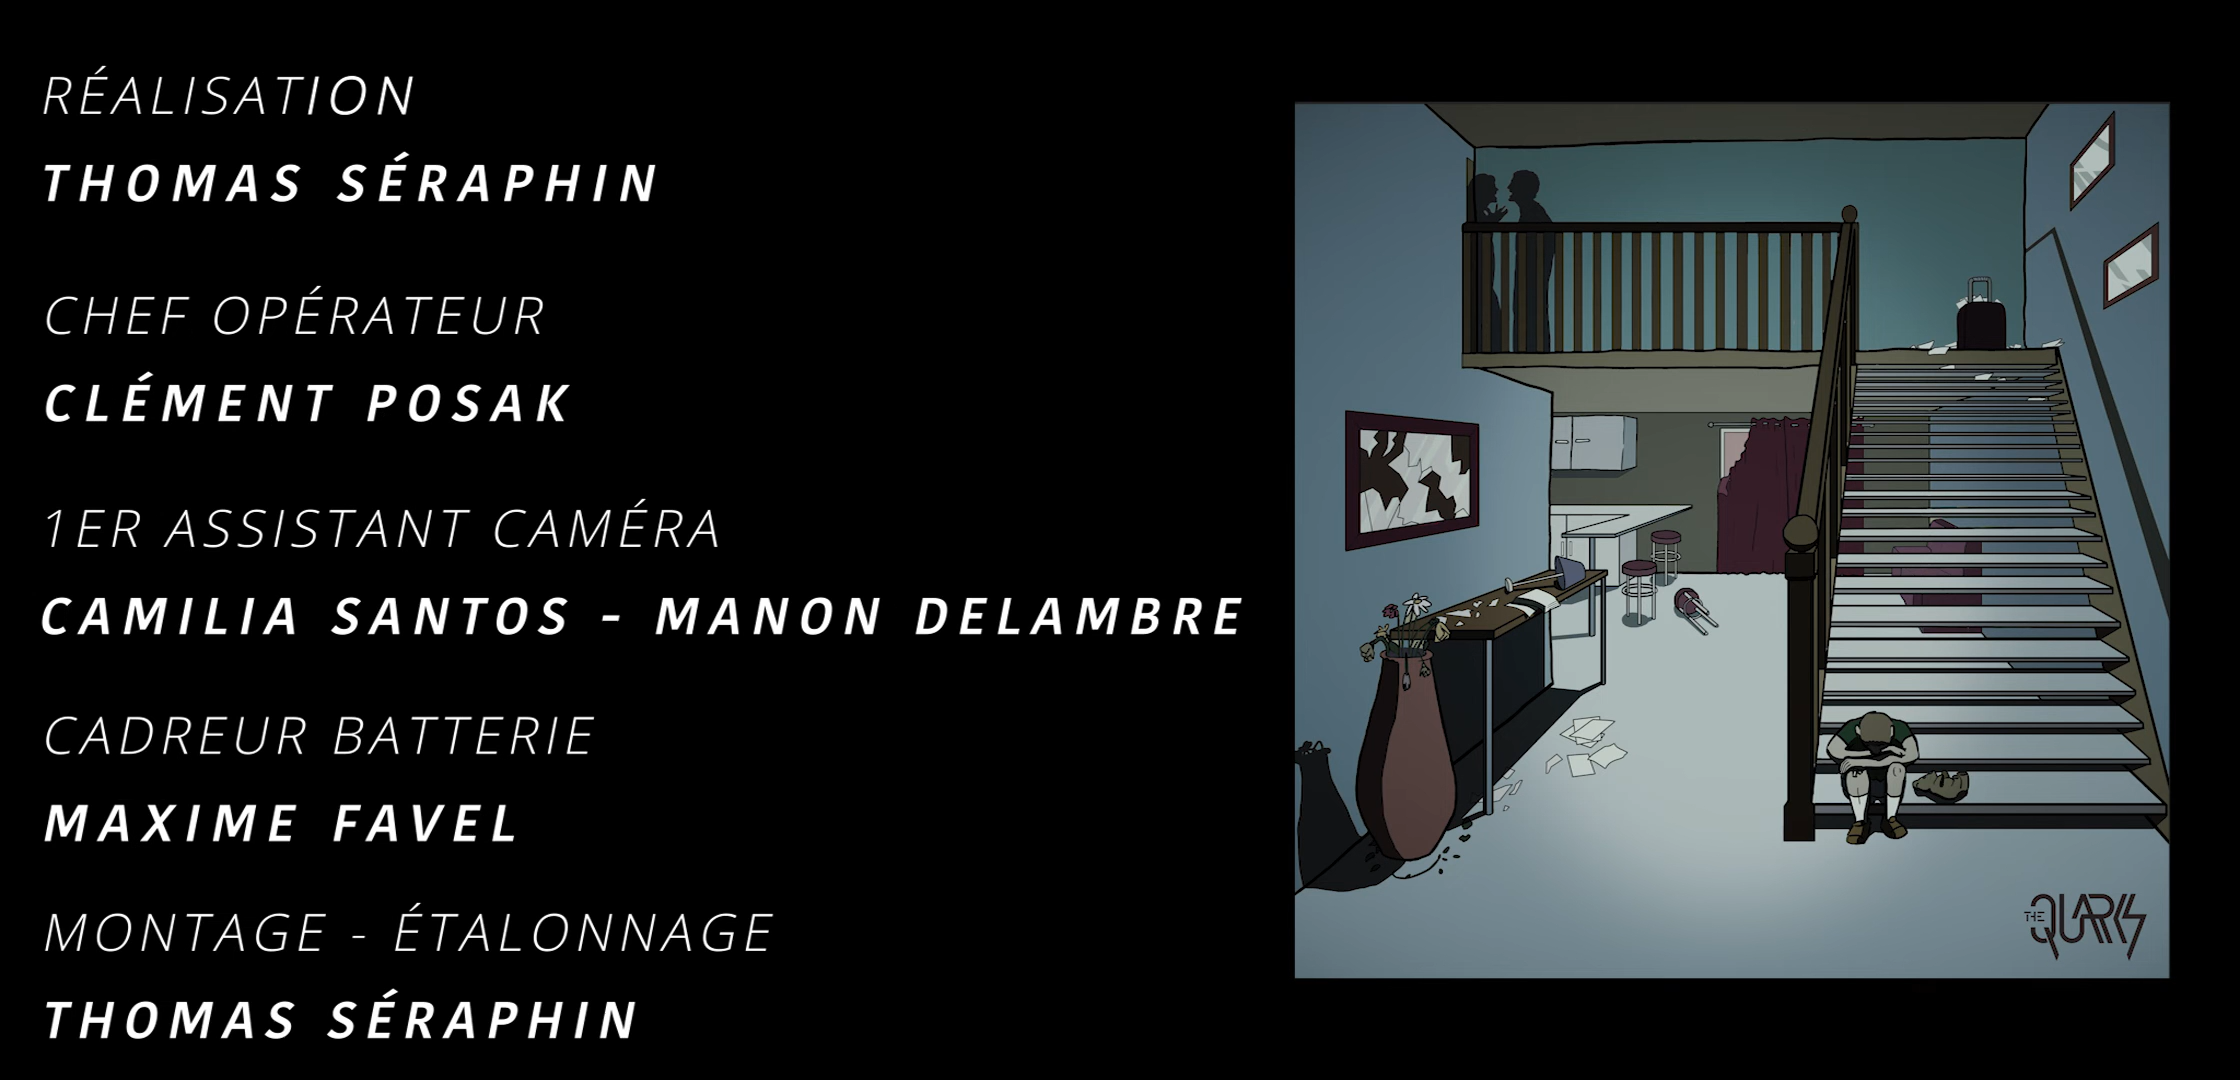 RÉALISATION
THOMAS SÉRAPHIN
CHEF OPÉRATEUR
CLÉMENT POSAK
1ER ASSISTANT CAMÉRA
CAMILIA SANTOS - MANON DELAMBRE
CADREUR BATTERIE
MAXIME FAVEL
MONTAGE - ÉTALONNAGE
THOMAS SÉRAPHIN
THE QUARKS